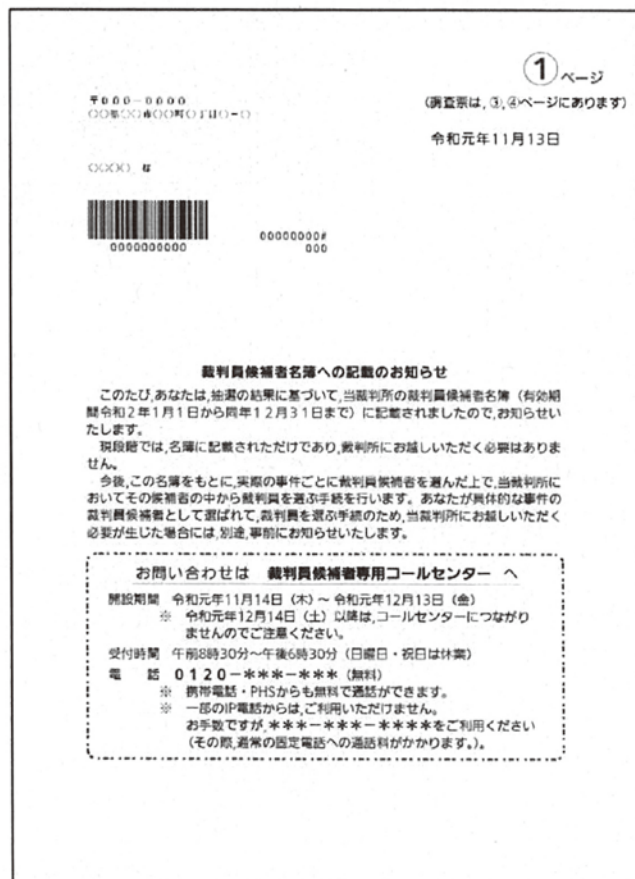 ① ページ
(調査票は,③,④ページにあります)
令和元年11月13日
〒000-0000
〇〇県〇〇市〇〇町〇丁目〇-〇
〇〇〇〇 様
0000000000
00000000#
000
裁判員候補者名簿への記載のお知らせ
このたび,あなたは,抽選の結果に基づいて,当裁判所の裁判員候補者名簿(有効期
間令和2年1月1日から同年12月31日まで)に記載されましたので,お知らせい
たします。
現段階では,名簿に記載されただけであり,裁判所にお越しいただく必要はありま
せん。
今後,この名簿をもとに,実際の事件ごとに裁判員候補者を選んだ上で,当裁判所に
おいてその候補者の中から裁判員を選ぶ手続を行います。あなたが具体的な事件の
裁判員候補者として選ばれて,裁判員を選ぶ手続のため,当裁判所にお越しいただく
必要が生じた場合には,別途,事前にお知らせいたします。
お問い合わせは 裁判員候補者専用コールセンター へ
開設期間 令和元年11月14日(木)~令和元年12月13日(金)
※ 令和元年12月14日(土)以降は,コールセンターにつながり
ませんのでご注意ください。
受付時間 午前8時30分~午後6時30分(日曜日・祝日は休業)
電 話 0120-***-***(無料)
※ 携帯電話・PHSからも無料で通話ができます。
※ 一部のIP電話からは,ご利用いただけません。
お手数ですが,***-***-****をご利用ください
(その際,通常の固定電話への通話料がかかります。)。